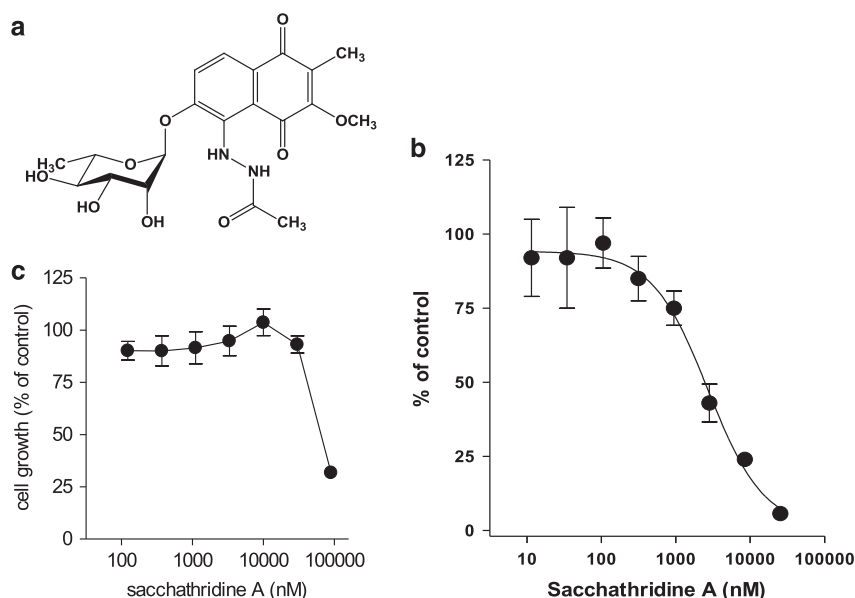 a
O
CH3
O
OCH3
O
HN
NH
O
CH3
H3C
O
HO
HO
OH
b
125
100
75
50
25
0
% of control
10
100
1000
10000
100000
Sacchathridine A (nM)
c
125
100
75
50
25
0
cell growth (% of control)
100
1000
10000
100000
sacchathridine A (nM)